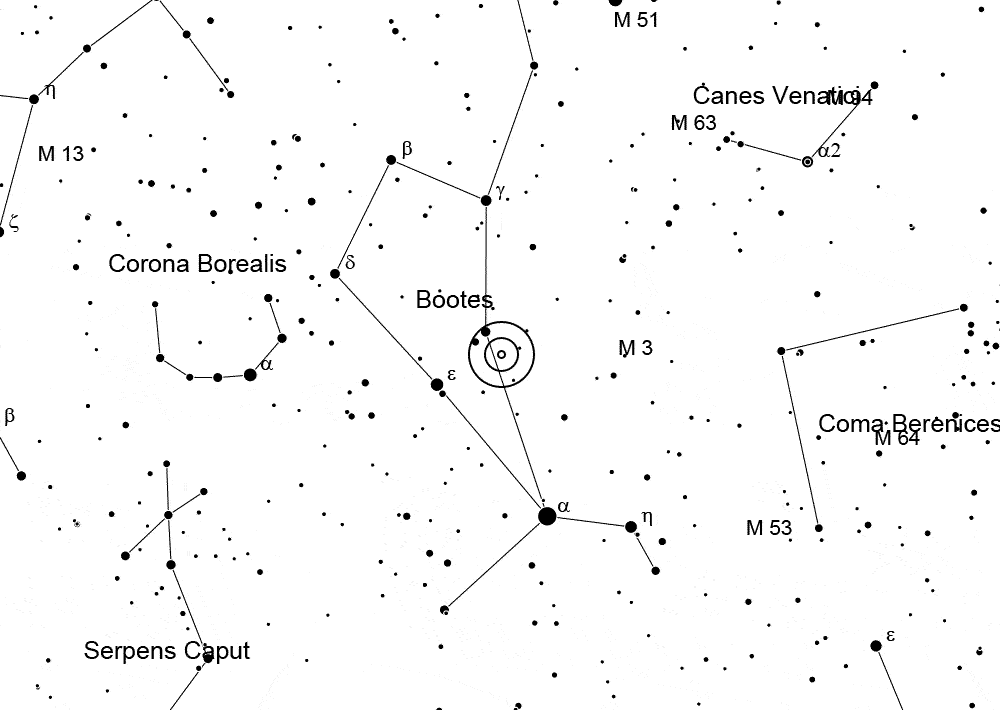 M 51
Canes Venatici
M 94
η
M 63
M 13
β
α2
γ
ζ
Corona Borealis
δ
Bootes
M 3
α
ε
β
Coma Berenices
M 64
α
η
M 53
Serpens Caput
ε